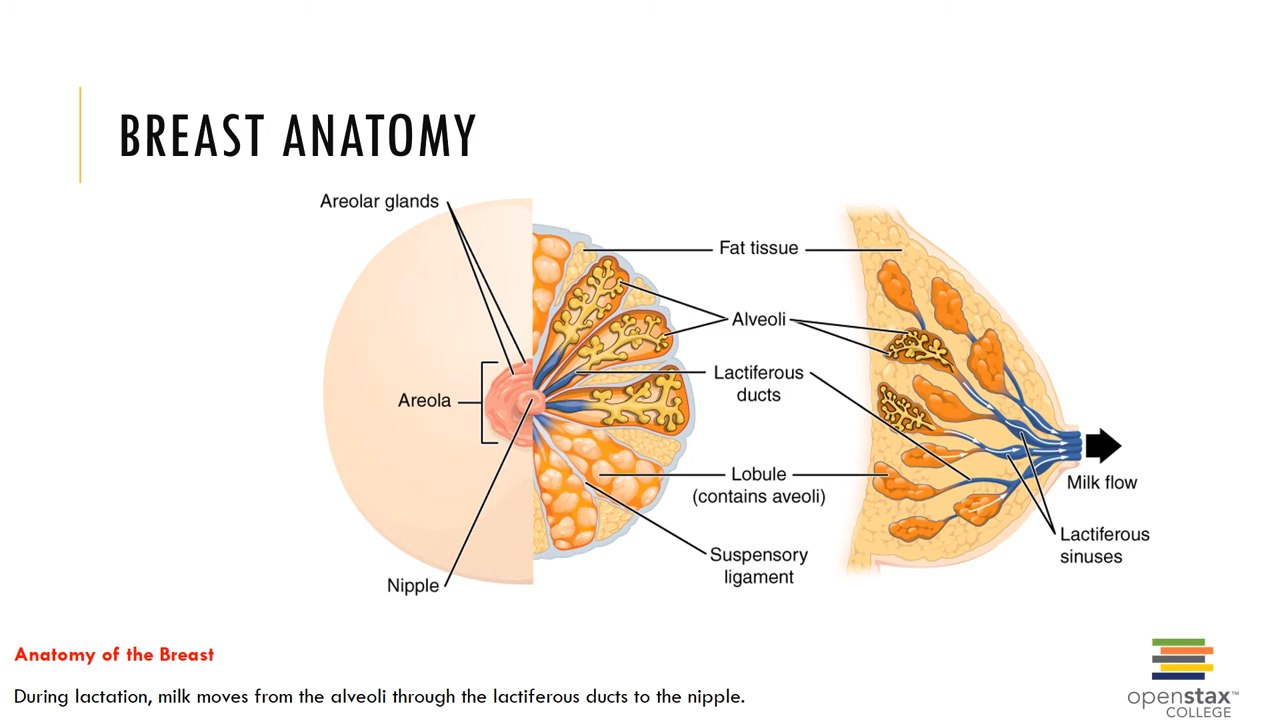 BREAST ANATOMY
Areolar glands
Fat tissue
Alveoli
Lactiferous
ducts
Areola
Lobule
(contains aveoli)
Milk flow
Lactiferous
sinuses
Suspensory
ligament
Nipple
Anatomy of the Breast
During lactation, milk moves from the alveoli through the lactiferous ducts to the nipple.
openstax™
COLLEGE